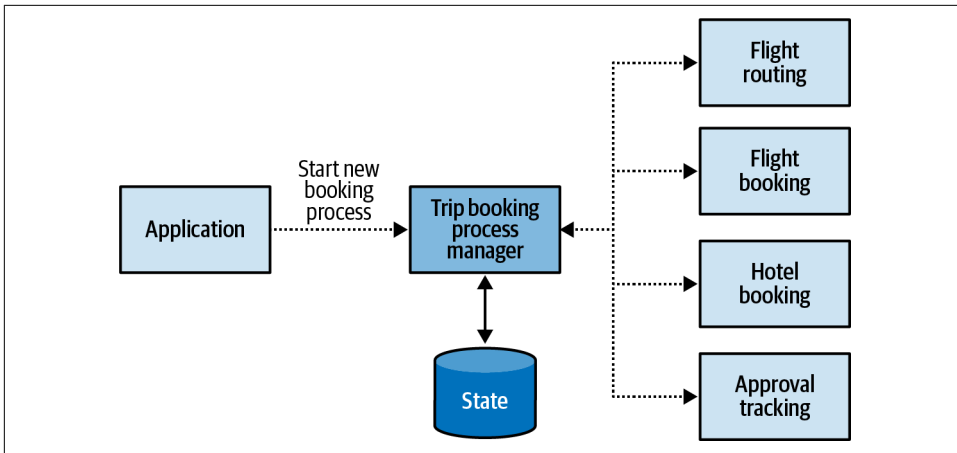 Flight
routing
Start new
booking
process
Flight
booking
Application
Trip booking
process
manager
Hotel
booking
State
Approval
tracking